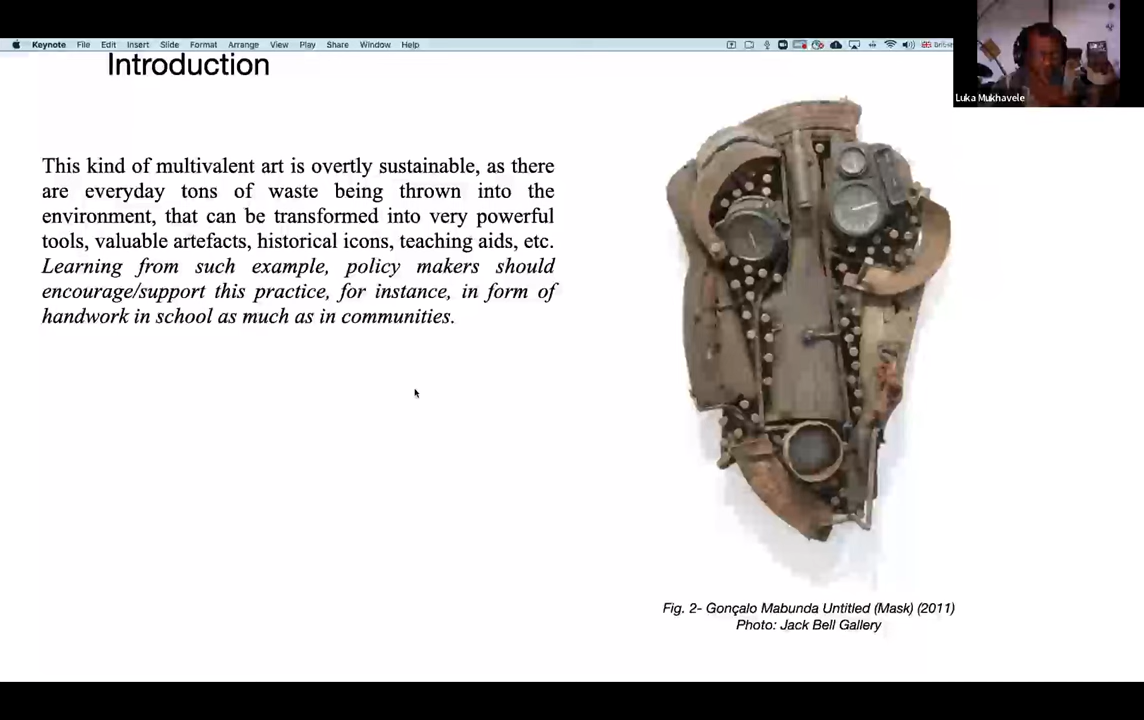 Keynote File Edit Insert Slide Format Arrange View Play Share Window Help
Luka Mukhavele
Introduction
This kind of multivalent art is overtly sustainable, as there
are everyday tons of waste being thrown into the
environment, that can be transformed into very powerful
tools, valuable artefacts, historical icons, teaching aids, etc.
Learning from such example, policy makers should
encourage/support this practice, for instance, in form of
handwork in school as much as in communities.
Fig. 2- Gonçalo Mabunda Untitled (Mask) (2011)
Photo: Jack Bell Gallery